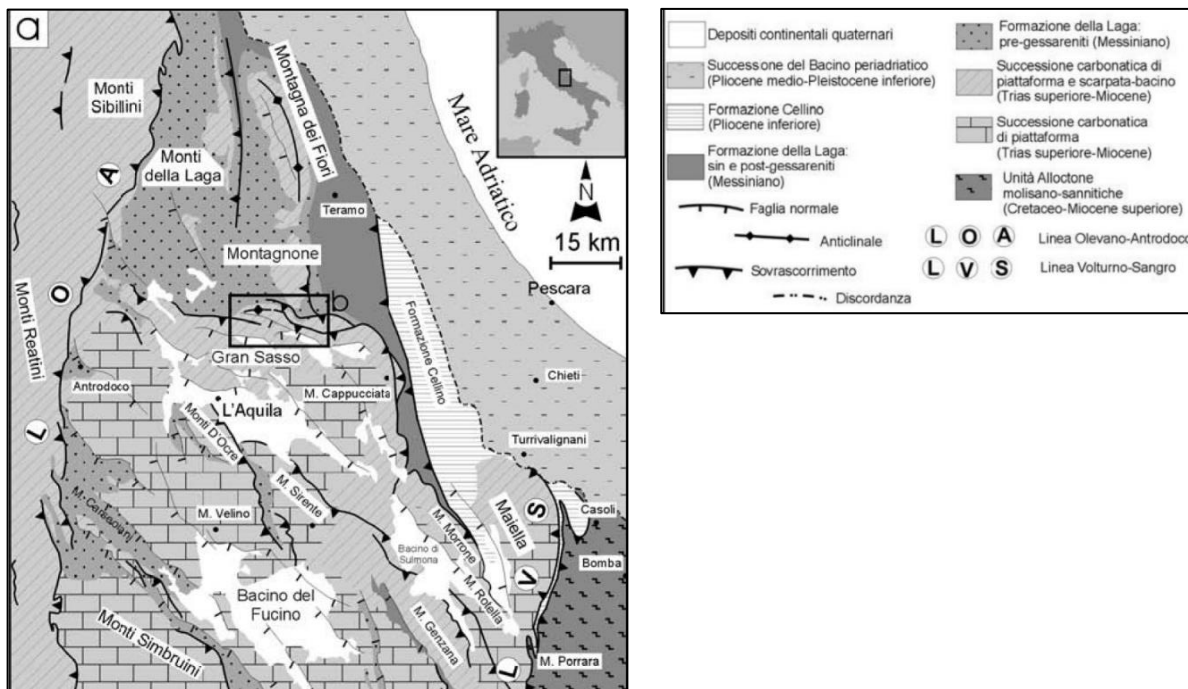 a
Monti
Sibillini
Montagna dei Fiori
Mare Adriatico
Monti
della Laga
A
Teramo
N
15 km
Montagnone
Pescara
O
b
Monti Reatini
Gran Sasso
Formazione Cellino
Antrodoco
M. Cappucciata
Chieti
L'Aquila
L
Monti D'Ocre
Turrivalignani
M. Sirente
Maiella
S
Casoli
M. Velino
M. Morrone
Bacino di
Sulmona
Bomba
M. Rotella
V
Bacino del
Fucino
Monti Simbruini
M. Genzana
L
M. Porrara
Depositi continentali quaternari
Successione del Bacino periadriatico
(Pliocene medio-Pleistocene inferiore)
Formazione Cellino
(Pliocene inferiore)
Formazione della Laga:
sin e post-gessareniti
(Messiniano)
Formazione della Laga:
pre-gessareniti (Messiniano)
Successione carbonatica di
piattaforma e scarpata-bacino
(Trias superiore-Miocene)
Successione carbonatica
di piattaforma
(Trias superiore-Miocene)
Unità Alloctone
molisano-sannitiche
(Cretaceo-Miocene superiore)
Faglia normale
Anticlinale
L O A Linea Olevano-Antrodoco
Sovrascorrimento
L V S Linea Volturno-Sangro
Discordanza